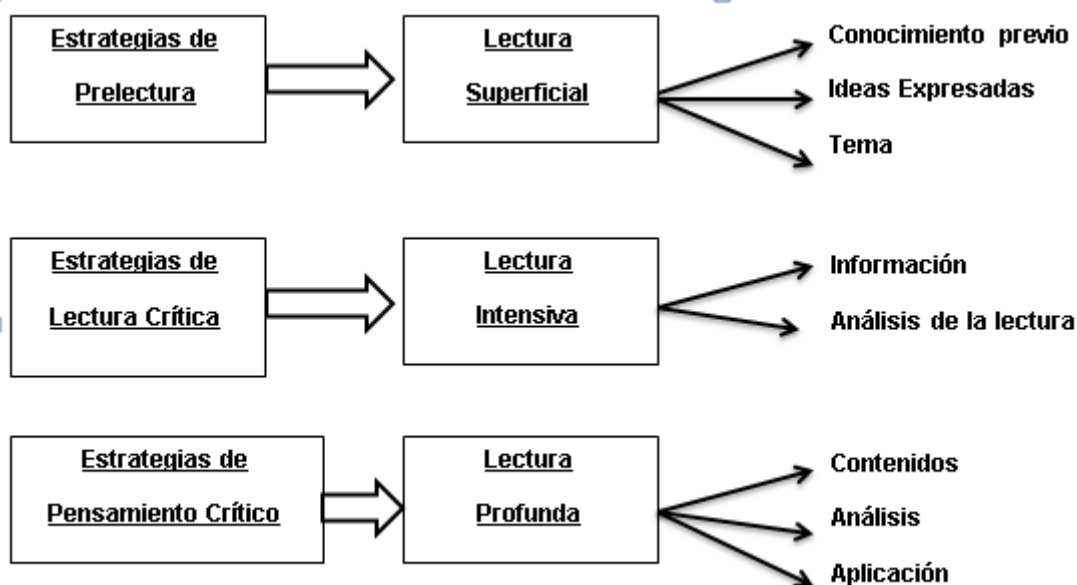 Estrategias de
Prelectura
Lectura
Superficial
Conocimiento previo
Ideas Expresadas
Tema
Estrategias de
Lectura Crítica
Lectura
Intensiva
Información
Análisis de la lectura
Estrategias de
Pensamiento Crítico
Lectura
Profunda
Contenidos
Análisis
Aplicación